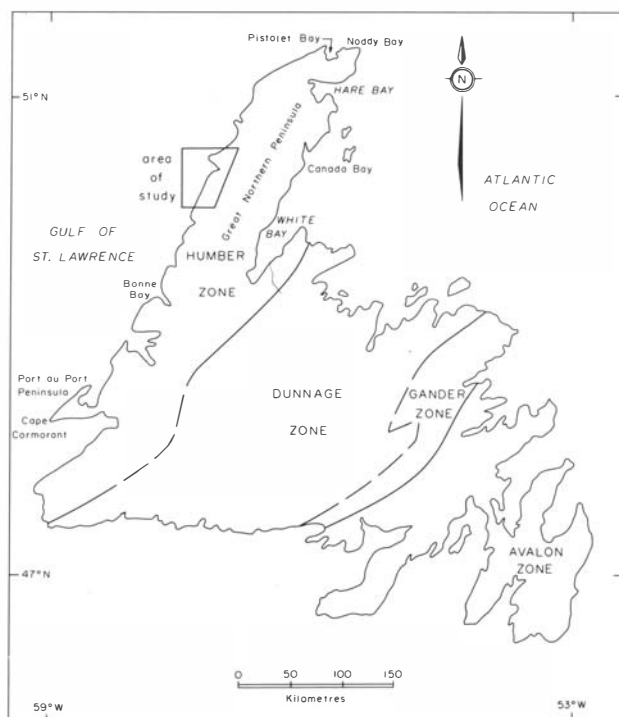 Pistolet Bay
Noddy Bay
51°N
HARE BAY
N
area
of
study
Great Northern Peninsula
Canada Bay
ATLANTIC
OCEAN
WHITE
BAY
GULF OF
ST. LAWRENCE
HUMBER
ZONE
Bonne
Bay
Port au Port
Peninsula
DUNNAGE
ZONE
GANDER
ZONE
Cape
Cormorant
AVALON
ZONE
47°N
0 50 100 150
Kilometres
59°W
53°W